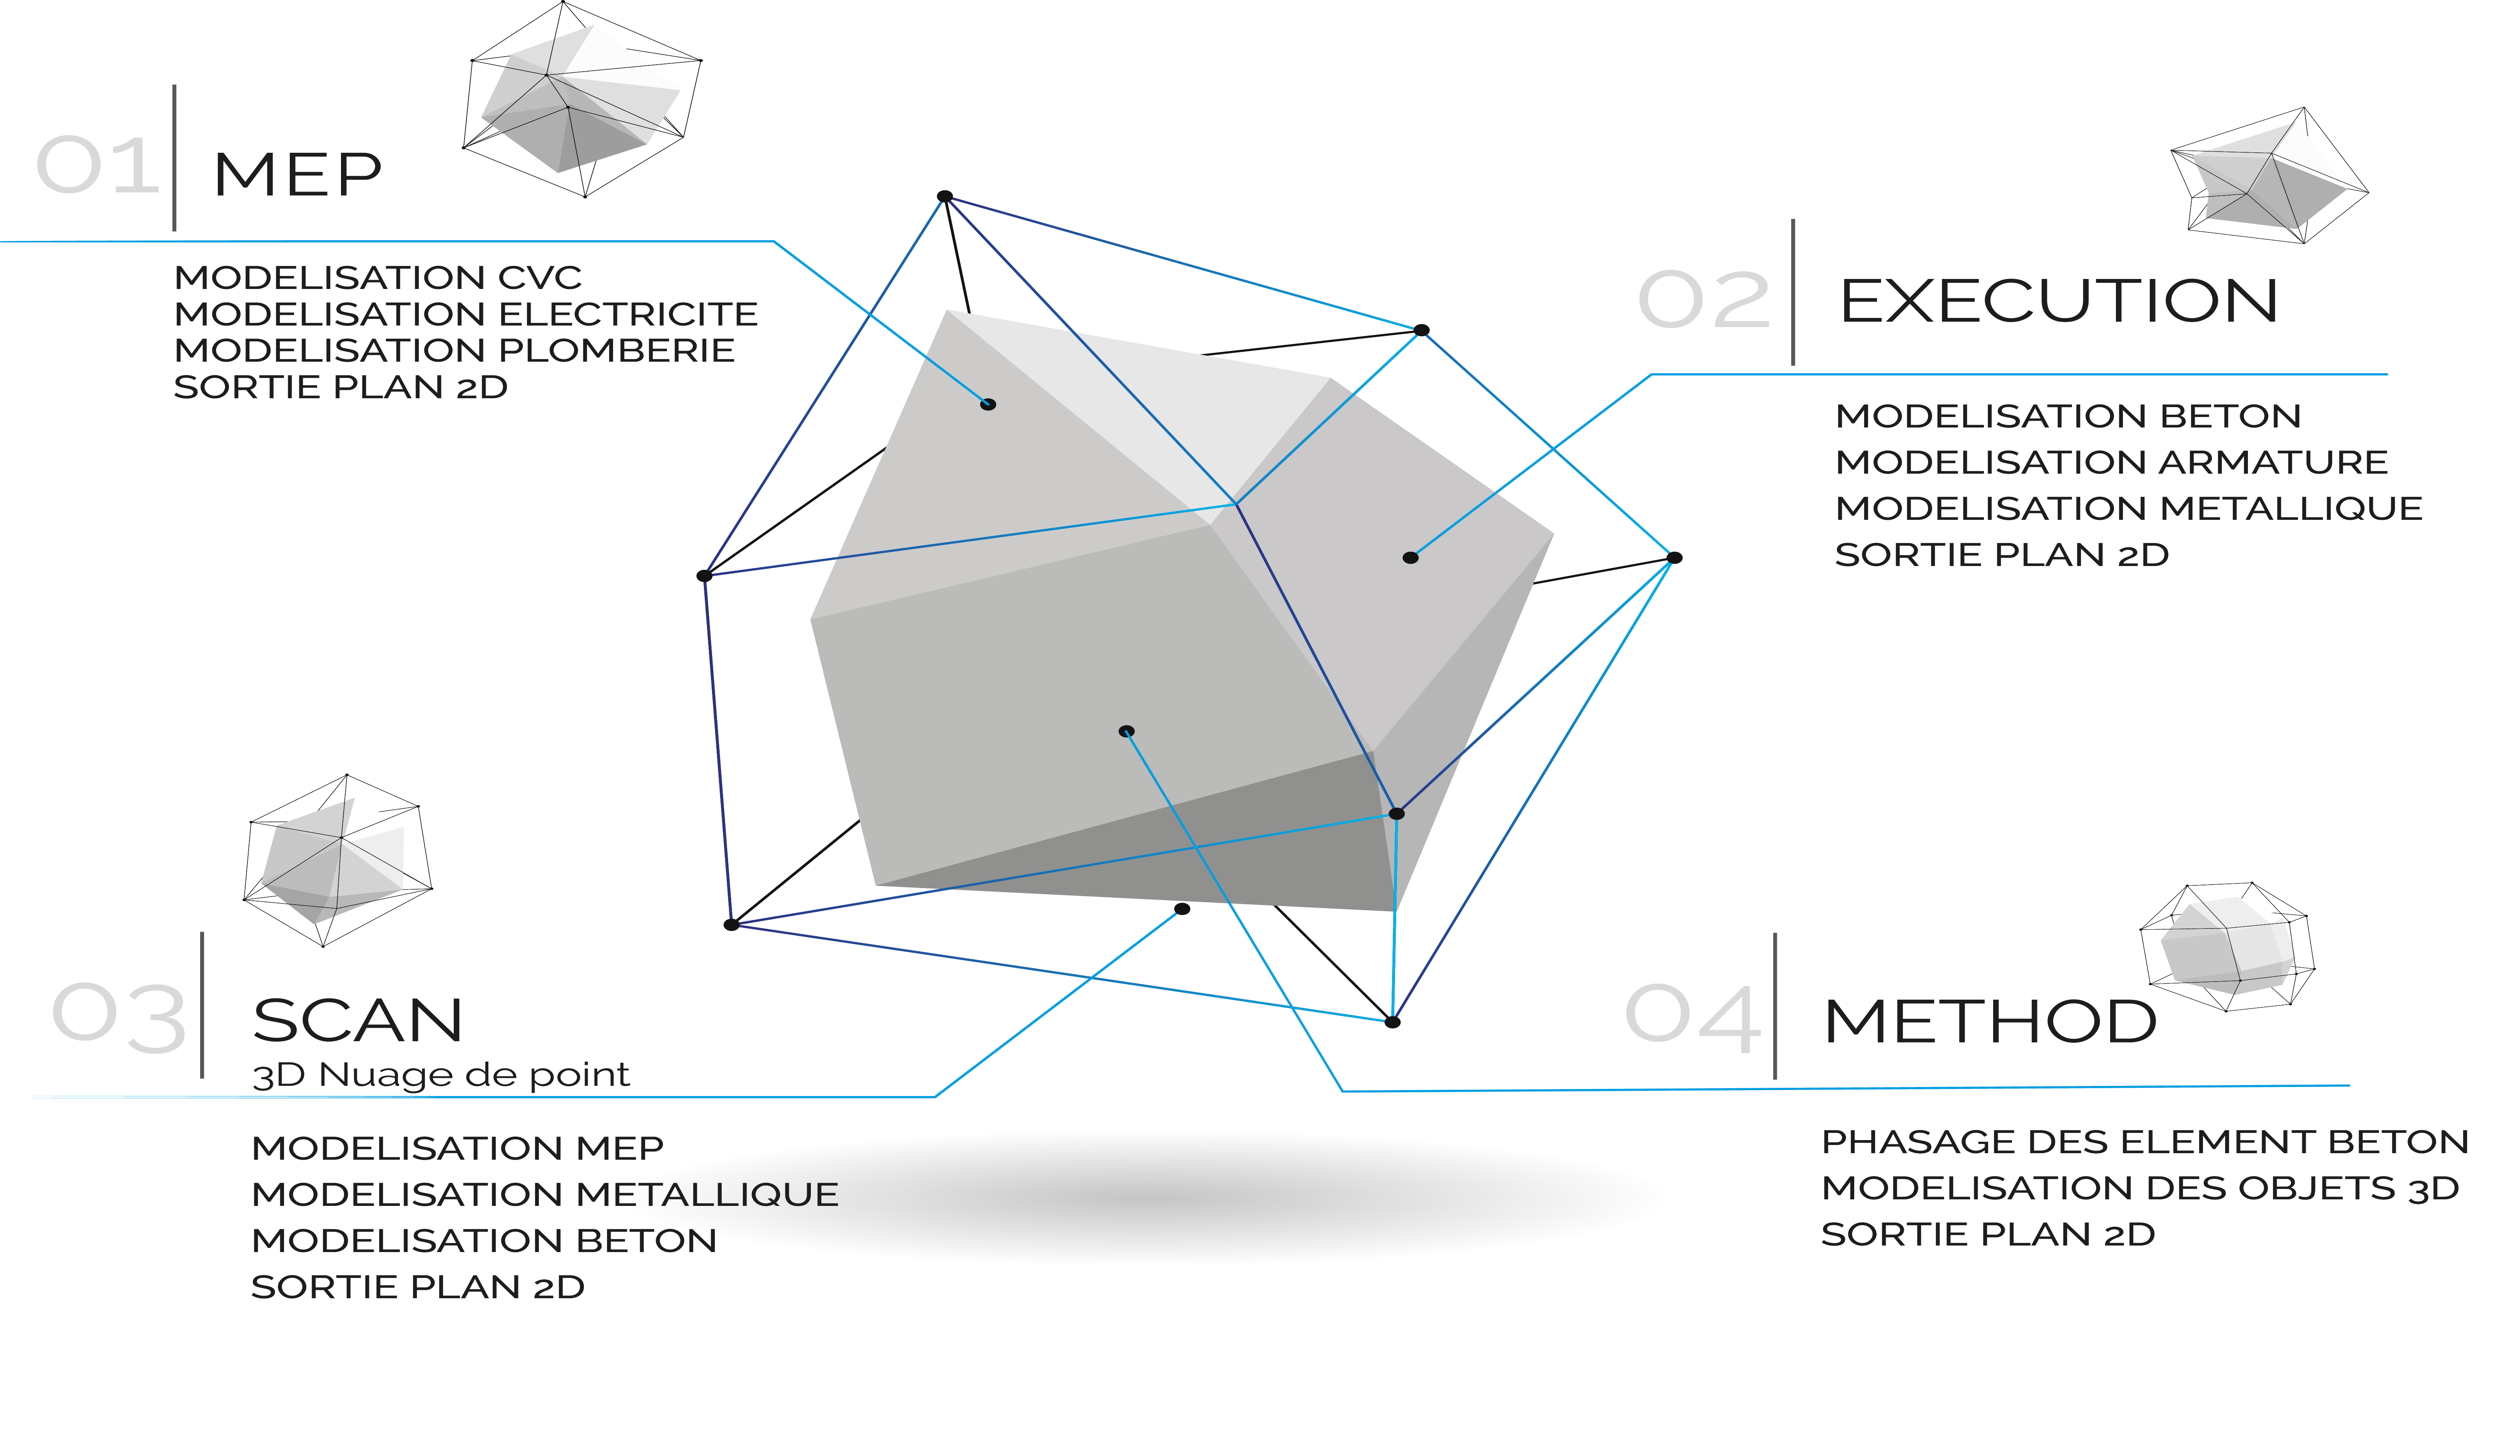 01
MEP
MODELISATION CVC
MODELISATION ELECTRICITE
MODELISATION PLOMBERIE
SORTIE PLAN 2D
02
EXECUTION
MODELISATION BETON
MODELISATION ARMATURE
MODELISATION METALLIQUE
SORTIE PLAN 2D
03
SCAN
3D Nuage de point
MODELISATION MEP
MODELISATION METALLIQUE
MODELISATION BETON
SORTIE PLAN 2D
04
METHOD
PHASAGE DES ELEMENT BETON
MODELISATION DES OBJETS 3D
SORTIE PLAN 2D